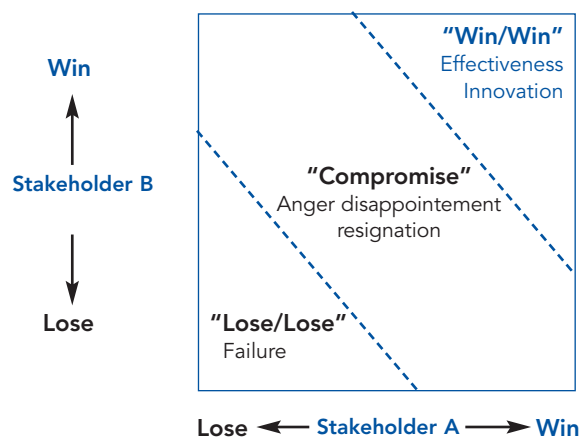 "Win/Win"
Effectiveness
Innovation
Win
Stakeholder B
Lose
"Compromise"
Anger disappointement
resignation
"Lose/Lose"
Failure
Lose Stakeholder A Win